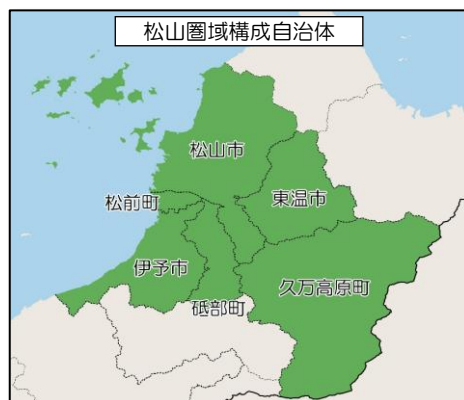 松山圏域構成自治体
松山市
東温市
松前町
伊予市
久万高原町
砥部町